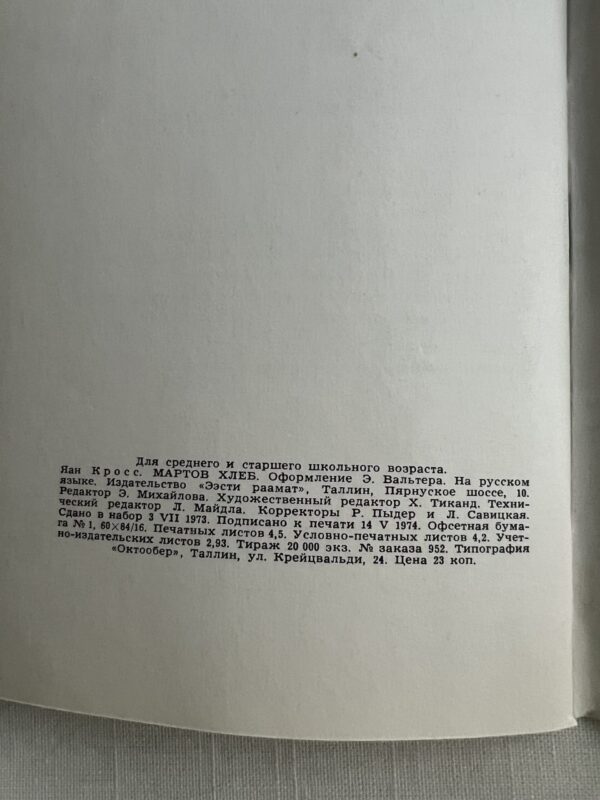 Для среднего и старшего школьного возраста.
Яан Кросс. МАРТОВ ХЛЕБ. Оформление Э. Вальтера. На русском
языке. Издательство «Ээсти раамат», Таллин, Пярнуское шоссе, 10.
Редактор Э. Михайлова. Художественный редактор Х. Тиканд. Техни-
ческий редактор Л. Майдла. Корректоры Р. Пыдер и Л. Савицкая.
Сдано в набор 3 VII 1973. Подписано к печати 14 V 1974. Офсетная бума-
га № 1, 60×84/16. Печатных листов 4,5. Условно-печатных листов 4,2. Учет-
но-издательских листов 2,93. Тираж 20 000 экз. № заказа 952. Типография
«Октообер», Таллин, ул. Крейцвальди, 24. Цена 23 коп.